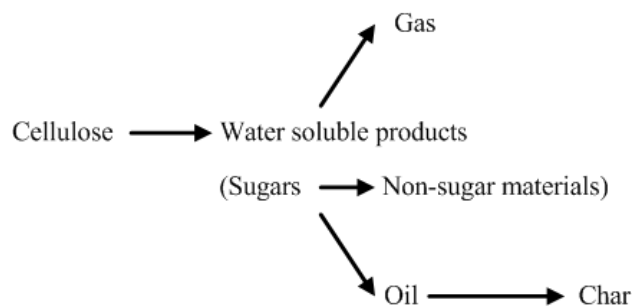 Gas
Cellulose Water soluble products
(Sugars Non-sugar materials)
Oil Char